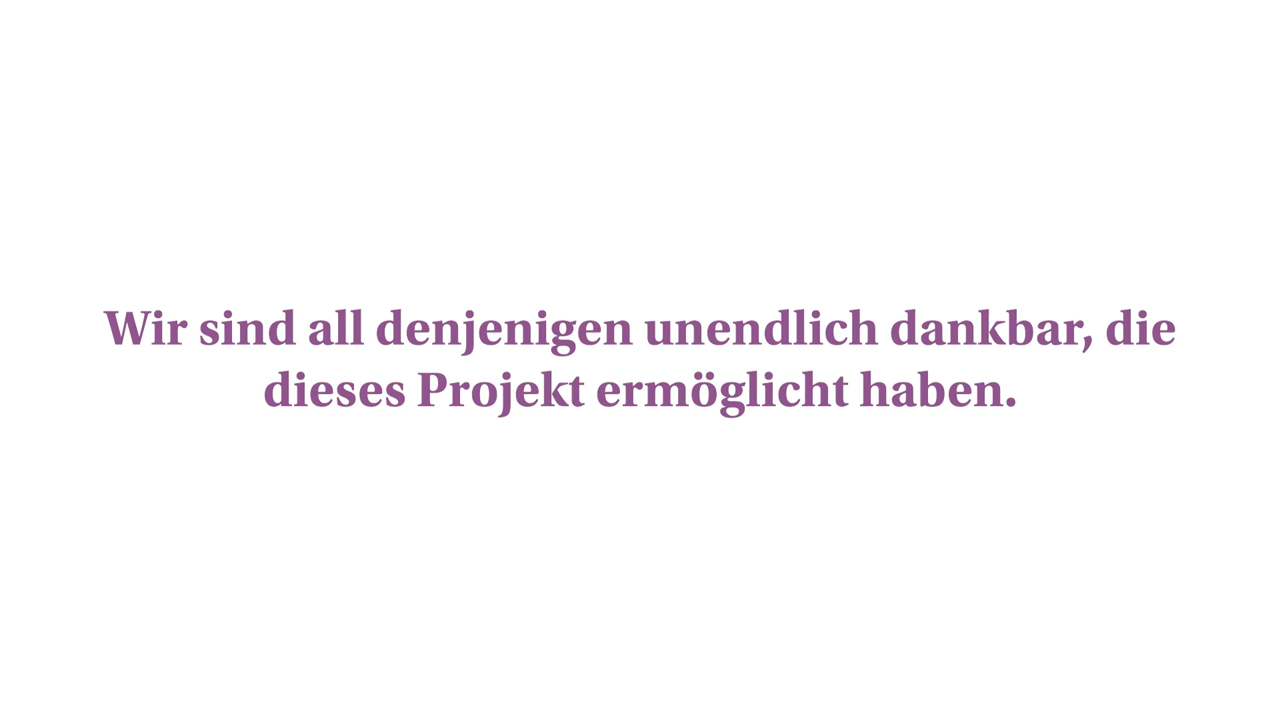 Wir sind all denjenigen unendlich dankbar, die
dieses Projekt ermöglicht haben.